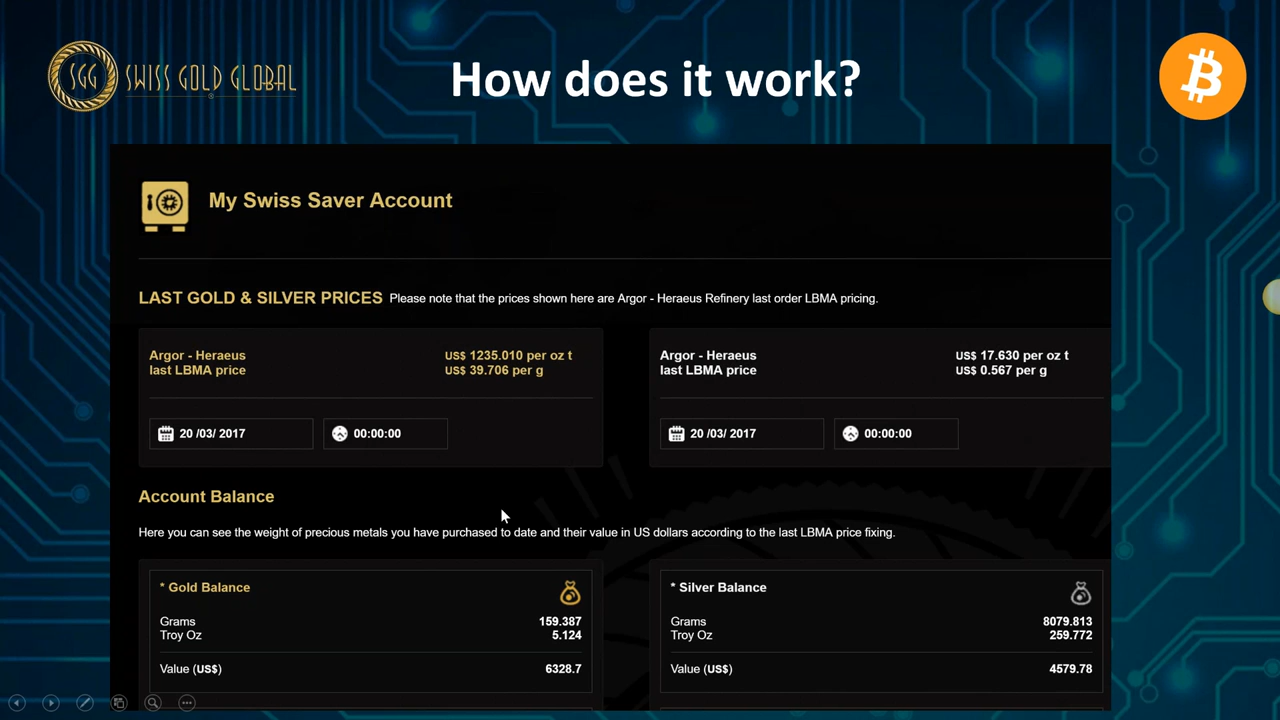 SGG SWISS GOLD GLOBAL
How does it work?
My Swiss Saver Account
LAST GOLD & SILVER PRICES Please note that the prices shown here are Argor - Heraeus Refinery last order LBMA pricing.
Argor - Heraeus US$ 1235.010 per oz t
last LBMA price US$ 39.706 per g
20 /03/ 2017 00:00:00
Argor - Heraeus US$ 17.630 per oz t
last LBMA price US$ 0.567 per g
20 /03/ 2017 00:00:00
Account Balance
Here you can see the weight of precious metals you have purchased to date and their value in US dollars according to the last LBMA price fixing.
* Gold Balance
Grams 159.387
Troy Oz 5.124
Value (US$) 6328.7
* Silver Balance
Grams 8079.813
Troy Oz 259.772
Value (US$) 4579.78